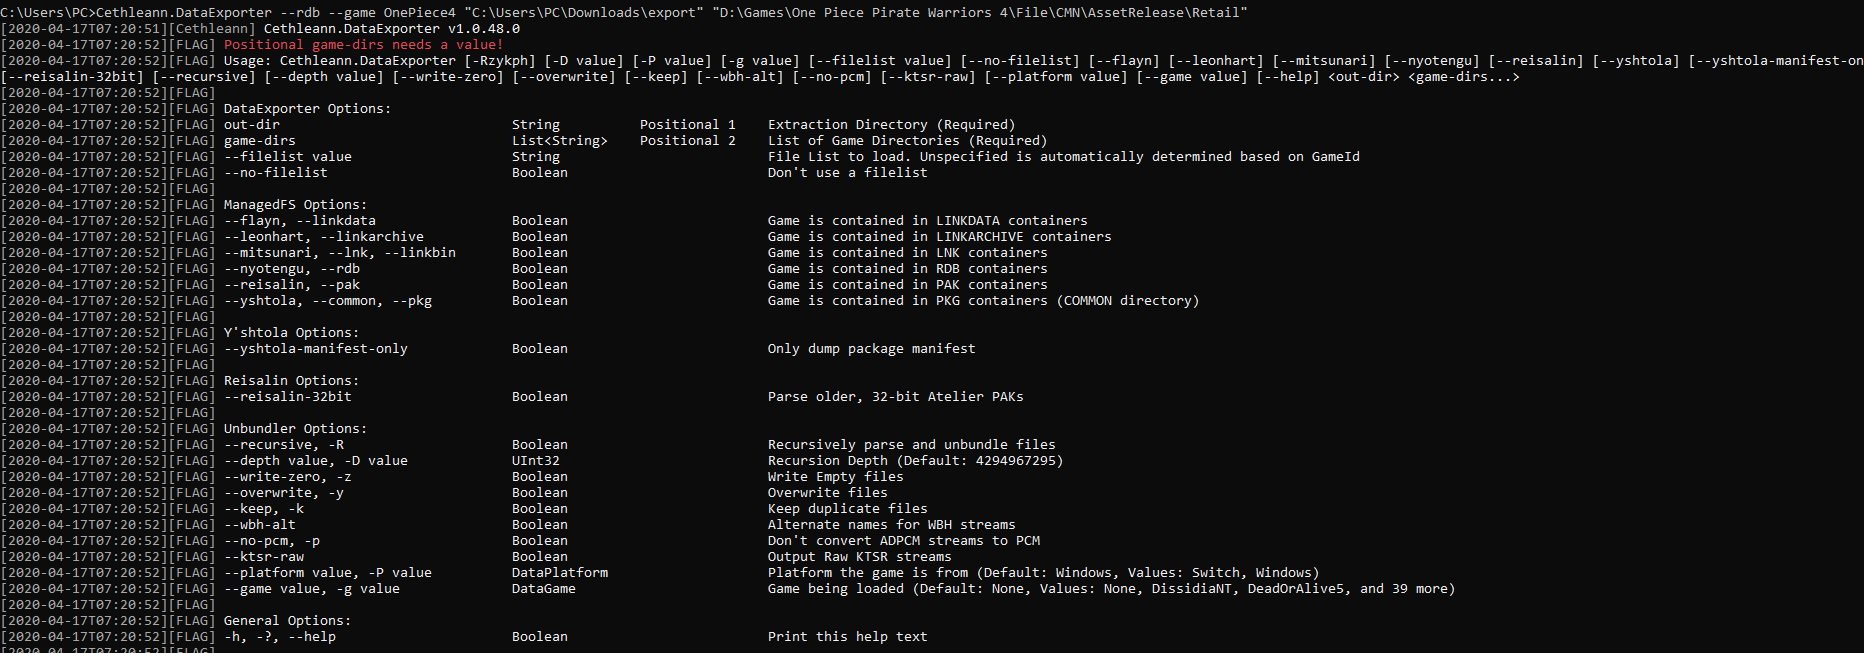 C:\Users\PC>Cethleann.DataExporter --rdb --game OnePiece4 "C:\Users\PC\Downloads\export" "D:\Games\One Piece Pirate Warriors 4\File\CMN\AssetRelease\Retail"
[2020-04-17T07:20:51][Cethleann] Cethleann.DataExporter v1.0.48.0
[2020-04-17T07:20:52][FLAG] Positional game-dirs needs a value!
[2020-04-17T07:20:52][FLAG] Usage: Cethleann.DataExporter [-Rzykph] [-D value] [-P value] [-g value] [--filelist value] [--no-filelist] [--flayn] [--leonhart] [--mitsunari] [--nyotengu] [--reisalin] [--yshtola] [--yshtola-manifest-on
[--reisalin-32bit] [--recursive] [--depth value] [--write-zero] [--overwrite] [--keep] [--wbh-alt] [--no-pcm] [--ktsr-raw] [--platform value] [--game value] [--help] <out-dir> <game-dirs...>
[2020-04-17T07:20:52][FLAG]
[2020-04-17T07:20:52][FLAG] DataExporter Options:
[2020-04-17T07:20:52][FLAG] out-dir                             String          Positional 1    Extraction Directory (Required)
[2020-04-17T07:20:52][FLAG] game-dirs                           List<String>    Positional 2    List of Game Directories (Required)
[2020-04-17T07:20:52][FLAG] --filelist value                    String                          File List to load. Unspecified is automatically determined based on GameId
[2020-04-17T07:20:52][FLAG] --no-filelist                       Boolean                         Don't use a filelist
[2020-04-17T07:20:52][FLAG]
[2020-04-17T07:20:52][FLAG] ManagedFS Options:
[2020-04-17T07:20:52][FLAG] --flayn, --linkdata                 Boolean                         Game is contained in LINKDATA containers
[2020-04-17T07:20:52][FLAG] --leonhart, --linkarchive           Boolean                         Game is contained in LINKARCHIVE containers
[2020-04-17T07:20:52][FLAG] --mitsunari, --lnk, --linkbin       Boolean                         Game is contained in LNK containers
[2020-04-17T07:20:52][FLAG] --nyotengu, --rdb                   Boolean                         Game is contained in RDB containers
[2020-04-17T07:20:52][FLAG] --reisalin, --pak                   Boolean                         Game is contained in PAK containers
[2020-04-17T07:20:52][FLAG] --yshtola, --common, --pkg          Boolean                         Game is contained in PKG containers (COMMON directory)
[2020-04-17T07:20:52][FLAG]
[2020-04-17T07:20:52][FLAG] Y'shtola Options:
[2020-04-17T07:20:52][FLAG] --yshtola-manifest-only             Boolean                         Only dump package manifest
[2020-04-17T07:20:52][FLAG]
[2020-04-17T07:20:52][FLAG] Reisalin Options:
[2020-04-17T07:20:52][FLAG] --reisalin-32bit                    Boolean                         Parse older, 32-bit Atelier PAKs
[2020-04-17T07:20:52][FLAG]
[2020-04-17T07:20:52][FLAG] Unbundler Options:
[2020-04-17T07:20:52][FLAG] --recursive, -R                     Boolean                         Recursively parse and unbundle files
[2020-04-17T07:20:52][FLAG] --depth value, -D value             UInt32                          Recursion Depth (Default: 4294967295)
[2020-04-17T07:20:52][FLAG] --write-zero, -z                    Boolean                         Write Empty files
[2020-04-17T07:20:52][FLAG] --overwrite, -y                     Boolean                         Overwrite files
[2020-04-17T07:20:52][FLAG] --keep, -k                          Boolean                         Keep duplicate files
[2020-04-17T07:20:52][FLAG] --wbh-alt                           Boolean                         Alternate names for WBH streams
[2020-04-17T07:20:52][FLAG] --no-pcm, -p                        Boolean                         Don't convert ADPCM streams to PCM
[2020-04-17T07:20:52][FLAG] --ktsr-raw                          Boolean                         Output Raw KTSR streams
[2020-04-17T07:20:52][FLAG] --platform value, -P value          DataPlatform                    Platform the game is from (Default: Windows, Values: Switch, Windows)
[2020-04-17T07:20:52][FLAG] --game value, -g value              DataGame                        Game being loaded (Default: None, Values: None, DissidiaNT, DeadOrAlive5, and 39 more)
[2020-04-17T07:20:52][FLAG]
[2020-04-17T07:20:52][FLAG] General Options:
[2020-04-17T07:20:52][FLAG] -h, -?, --help                      Boolean                         Print this help text
[2020-04-17T07:20:52][FLAG]